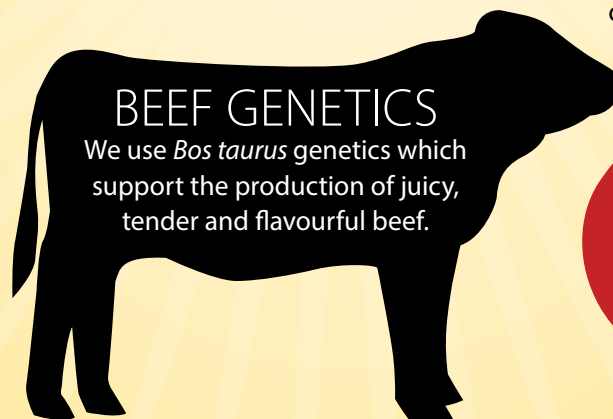 BEEF GENETICS
We use Bos taurus genetics which
support the production of juicy,
tender and flavourful beef.